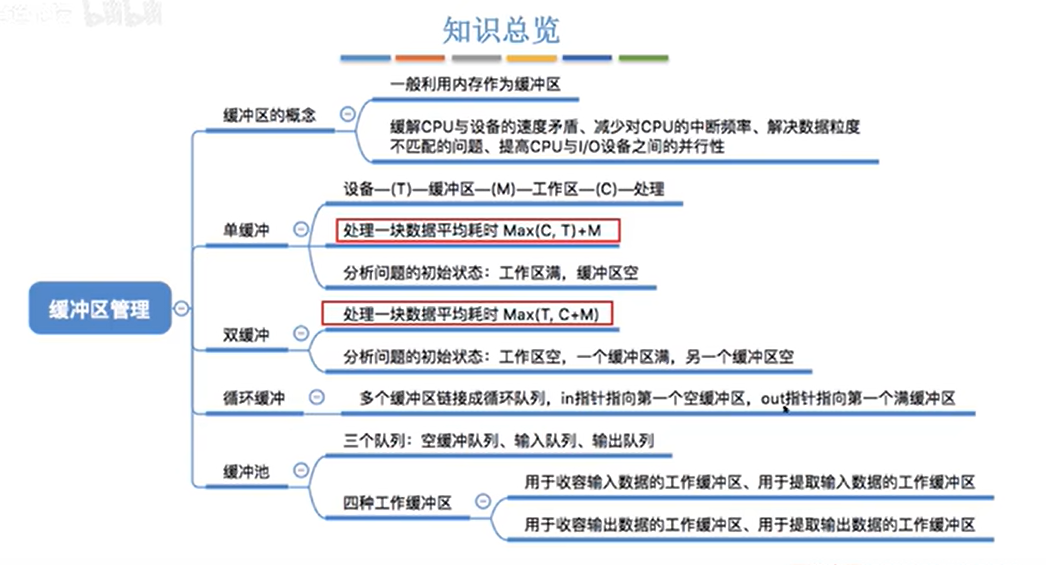 bilibili
知识总览
缓冲区管理
缓冲区的概念
一般利用内存作为缓冲区
缓解CPU与设备的速度矛盾、减少对CPU的中断频率、解决数据粒度
不匹配的问题、提高CPU与I/O设备之间的并行性
单缓冲
设备—(T)—缓冲区—(M)—工作区—(C)—处理
处理一块数据平均耗时 Max(C, T)+M
分析问题的初始状态：工作区满，缓冲区空
双缓冲
处理一块数据平均耗时 Max(T, C+M)
分析问题的初始状态：工作区空，一个缓冲区满，另一个缓冲区空
循环缓冲
多个缓冲区链接成循环队列，in指针指向第一个空缓冲区，out指针指向第一个满缓冲区
缓冲池
三个队列：空缓冲队列、输入队列、输出队列
四种工作缓冲区
用于收容输入数据的工作缓冲区、用于提取输入数据的工作缓冲区
用于收容输出数据的工作缓冲区、用于提取输出数据的工作缓冲区